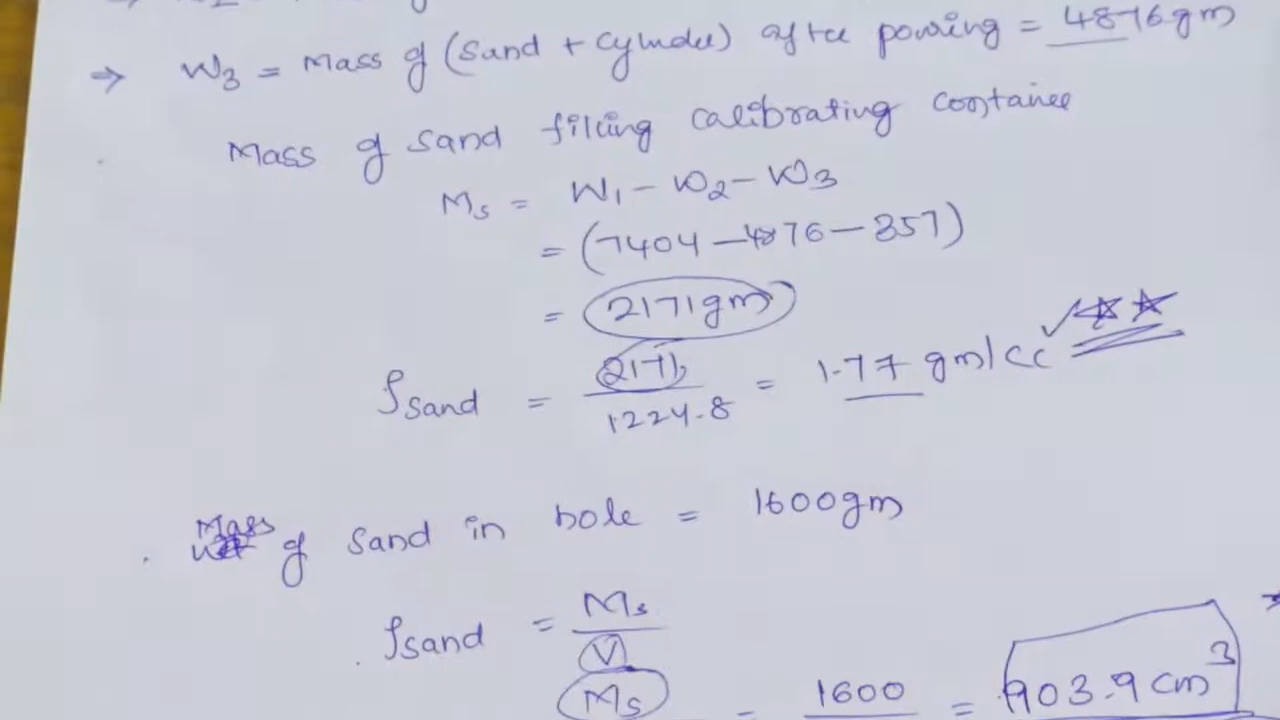 ⇒ W3 = Mass of (Sand + Cylinder) after pouring = 4876gm
Mass of sand filling calibrating container
Ms = W1 - W2 - W3
= (7404 - 4876 - 357)
= 2171gm
ρsand = 2171 / 1224.8 = 1.77 gm/cc ✓☆☆
Mass of sand in hole = 1600gm
ρsand = Ms / V
Ms = 1600 = 903.9 cm³